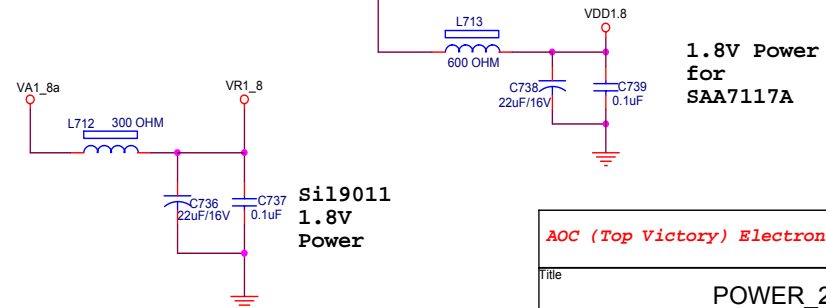 L713
VDD1.8
600 OHM
1.8V Power
for
SAA7117A
C738
22uF/16V
C739
0.1uF
VA1_8a
VR1_8
L712 300 OHM
C736
22uF/16V
C737
0.1uF
Sil9011
1.8V
Power
AOC (Top Victory) Electron
Title
POWER_2